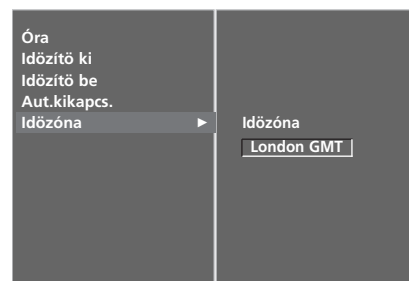 Óra
Idözítö ki
Idözítö be
Aut.kikapcs.
Idözóna ►
Idözóna
London GMT